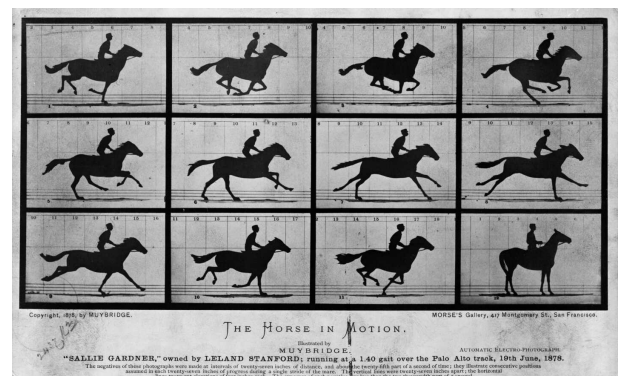 Copyright, 1878, by MUYBRIDGE.
MORSE'S Gallery, 417 Montgomery St., San Francisco.
THE HORSE IN MOTION.
Illustrated by
MUYBRIDGE.
AUTOMATIC ELECTRO-PHOTOGRAPH.
"SALLIE GARDNER," owned by LELAND STANFORD; running at a 1.40 gait over the Palo Alto track, 19th June, 1878.
The negatives of these photographs were made at intervals of twenty-seven inches of distance, and about the twenty-fifth part of a second of time; they illustrate consecutive positions
assumed in each twenty-seven inches of progress during a single stride of the mare. The vertical lines were twenty-seven inches apart; the horizontal